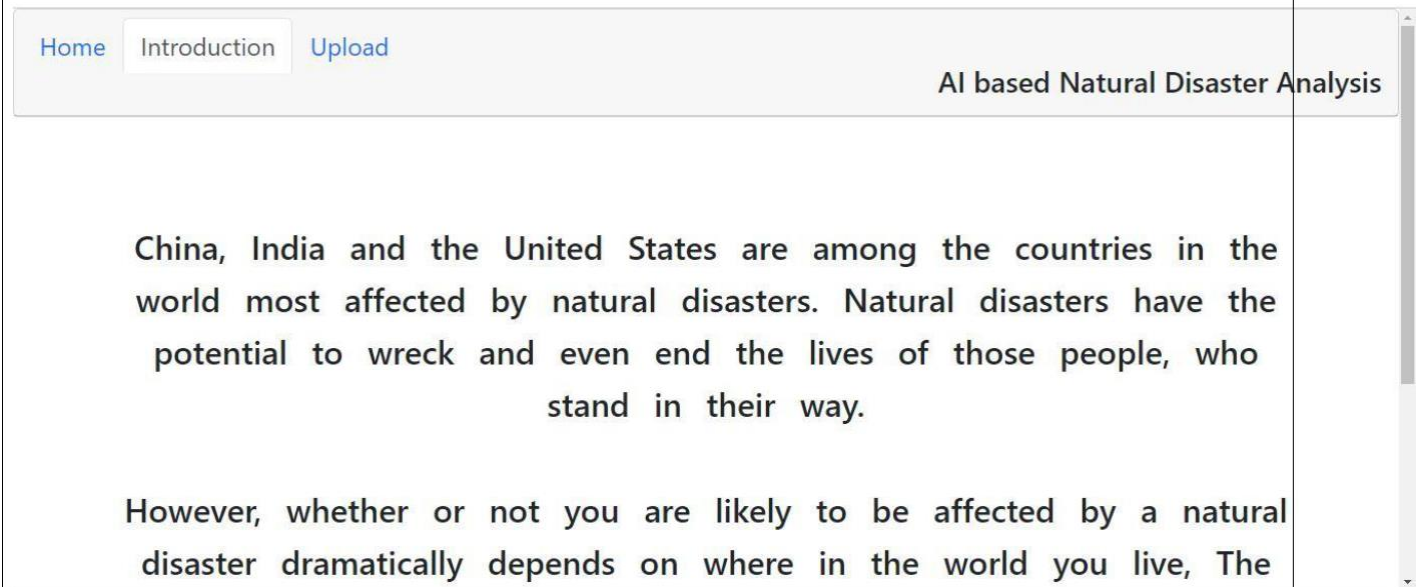 Home Introduction Upload
AI based Natural Disaster Analysis
China, India and the United States are among the countries in the
world most affected by natural disasters. Natural disasters have the
potential to wreck and even end the lives of those people, who
stand in their way.
However, whether or not you are likely to be affected by a natural
disaster dramatically depends on where in the world you live, The